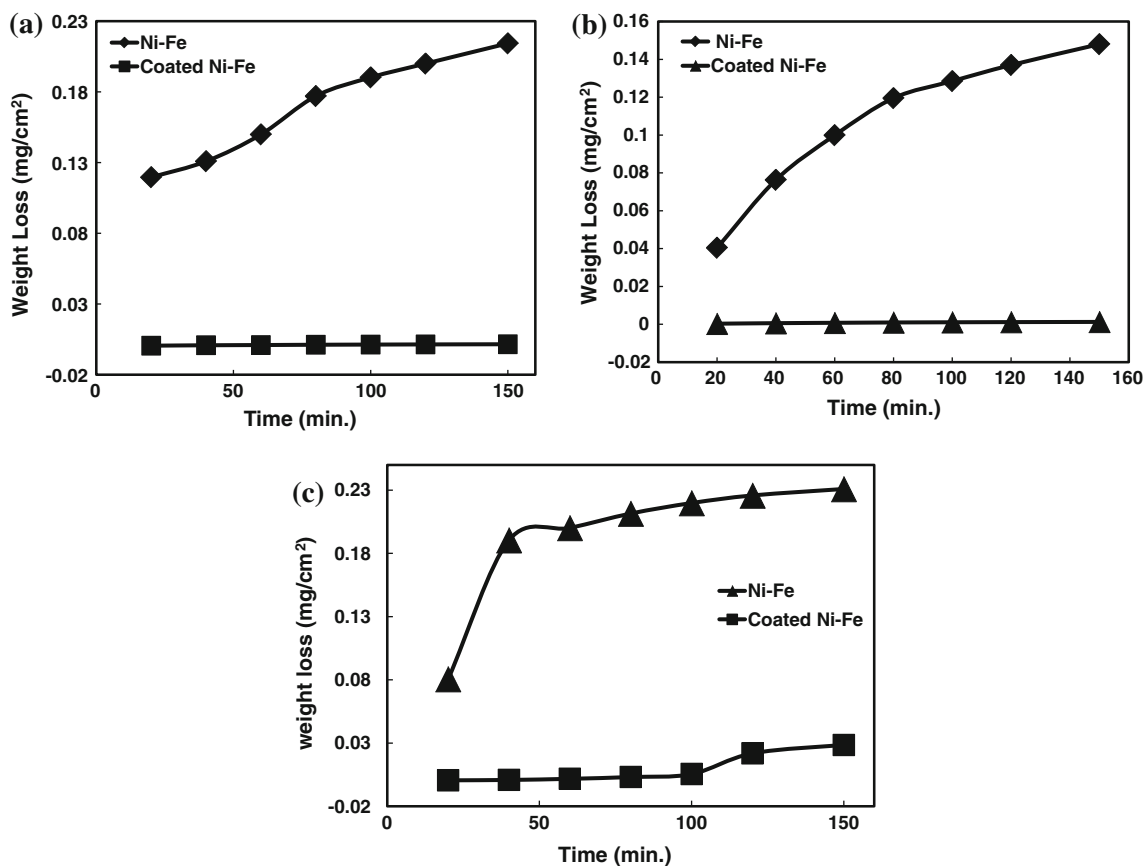 (a)
0.23
0.18
0.13
0.08
0.03
-0.02
Weight Loss (mg/cm²)
Ni-Fe
Coated Ni-Fe
0
50
100
150
Time (min.)
(b)
0.16
0.14
0.12
0.1
0.08
0.06
0.04
0.02
0
-0.02
Weight Loss (mg/cm²)
Ni-Fe
Coated Ni-Fe
0
20
40
60
80
100
120
140
160
Time (min.)
(c)
0.23
0.18
0.13
0.08
0.03
-0.02
weight loss (mg/cm²)
Ni-Fe
Coated Ni-Fe
0
50
100
150
Time (min.)